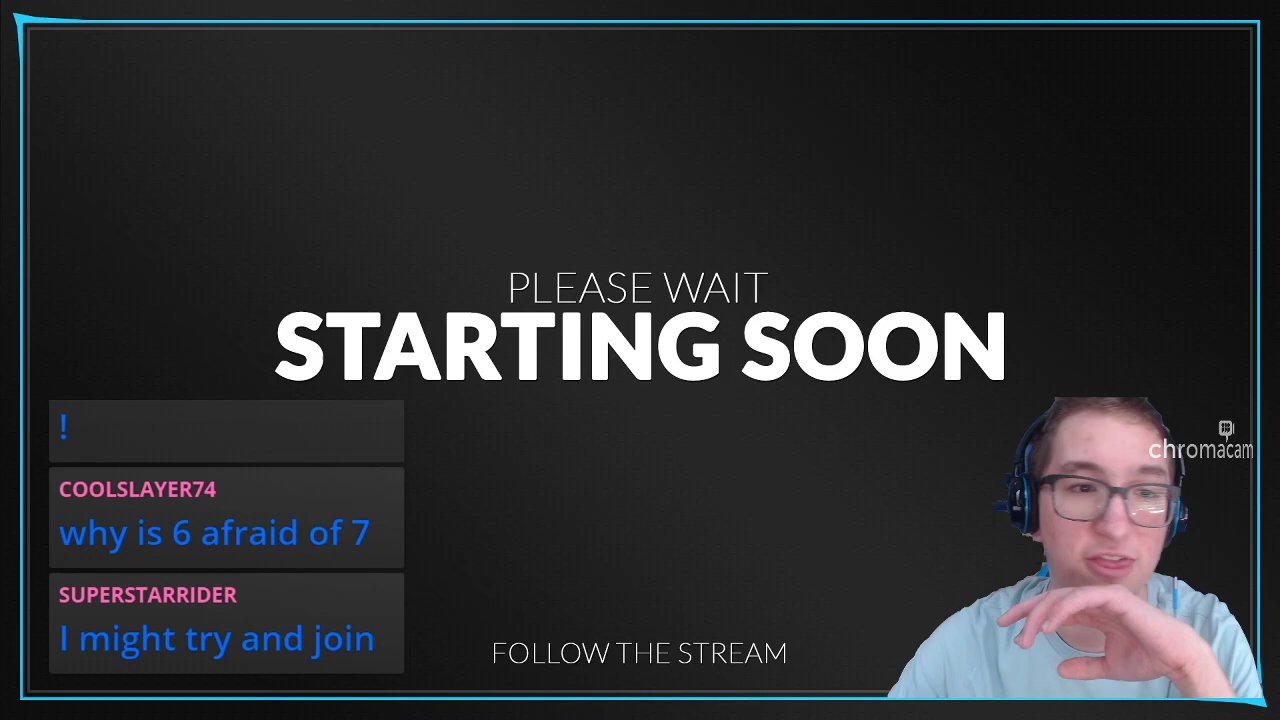 PLEASE WAIT
STARTING SOON
!
COOLSLAYER74
why is 6 afraid of 7
SUPERSTARRIDER
I might try and join
FOLLOW THE STREAM
chromacam